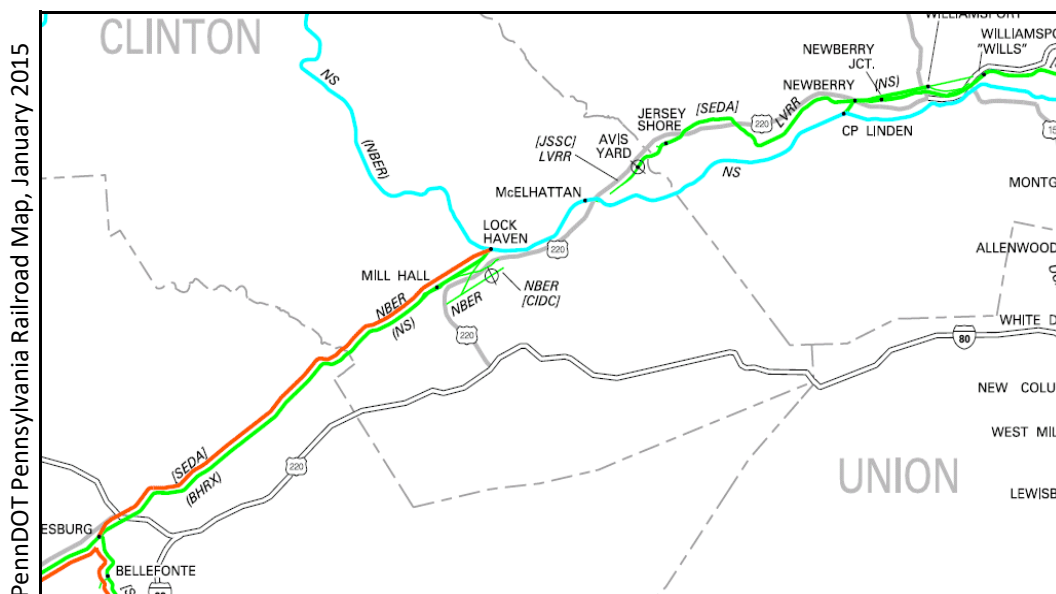 PennDOT Pennsylvania Railroad Map, January 2015
CLINTON
WILLIAMSPORT
WILLIAMSPO
"WILLS"
NEWBERRY
JCT.
(NS)
NEWBERRY
NS
[SEDA]
LVRR
220
CP LINDEN
JERSEY
SHORE
[JSSC]
LVRR
AVIS
YARD
15
(NBER)
NS
McELHATTAN
MONTG
LOCK
HAVEN
220
ALLENWOOD
MILL HALL
NBER
[CIDC]
NBER
NBER
(NS)
220
80
WHITE D
NEW COLU
WEST MIL
[SEDA]
(BHRX)
220
UNION
LEWISB
ESBURG
BELLEFONTE